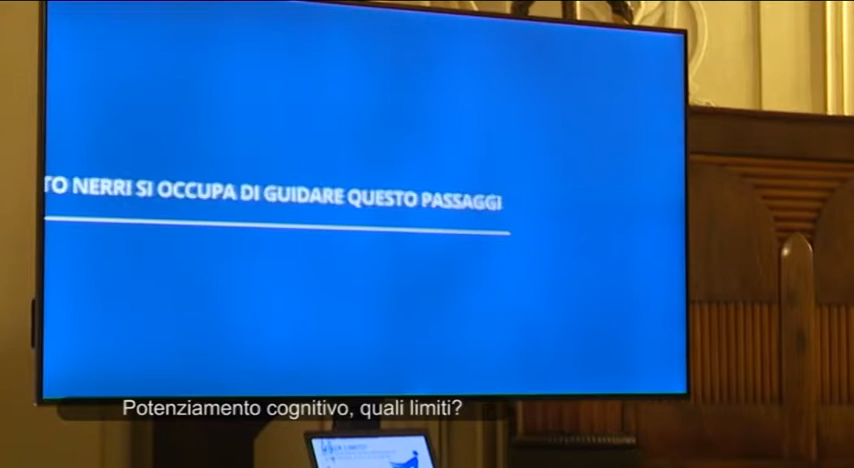 TO NERRI SI OCCUPA DI GUIDARE QUESTO PASSAGGI
Potenziamento cognitivo, quali limiti?